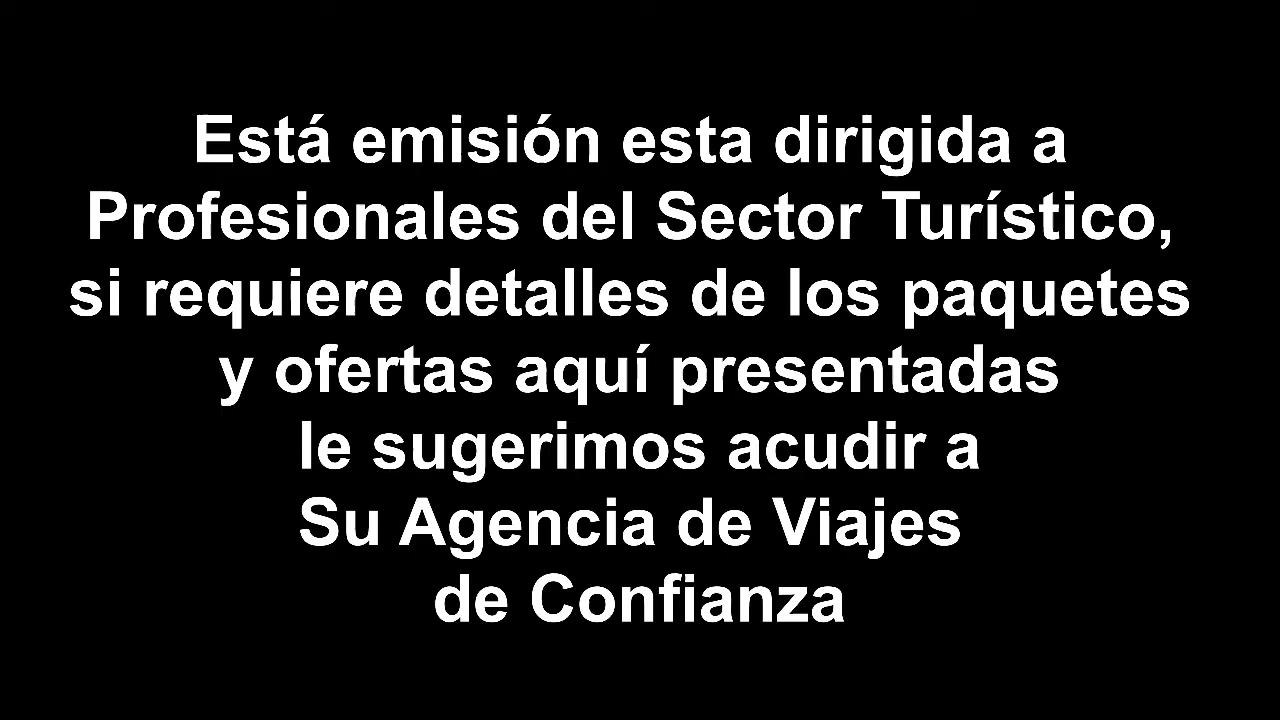 Está emisión esta dirigida a
Profesionales del Sector Turístico,
si requiere detalles de los paquetes
y ofertas aquí presentadas
le sugerimos acudir a
Su Agencia de Viajes
de Confianza